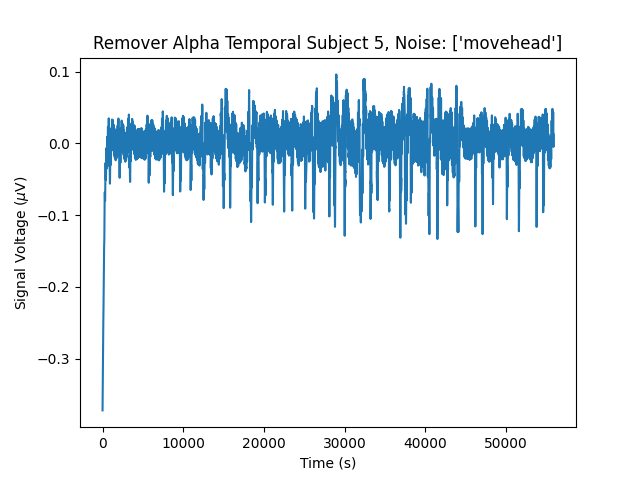 Remover Alpha Temporal Subject 5, Noise: ['movehead']
0.1
0.0
−0.1
−0.2
−0.3
Signal Voltage (μV)
0 10000 20000 30000 40000 50000
Time (s)